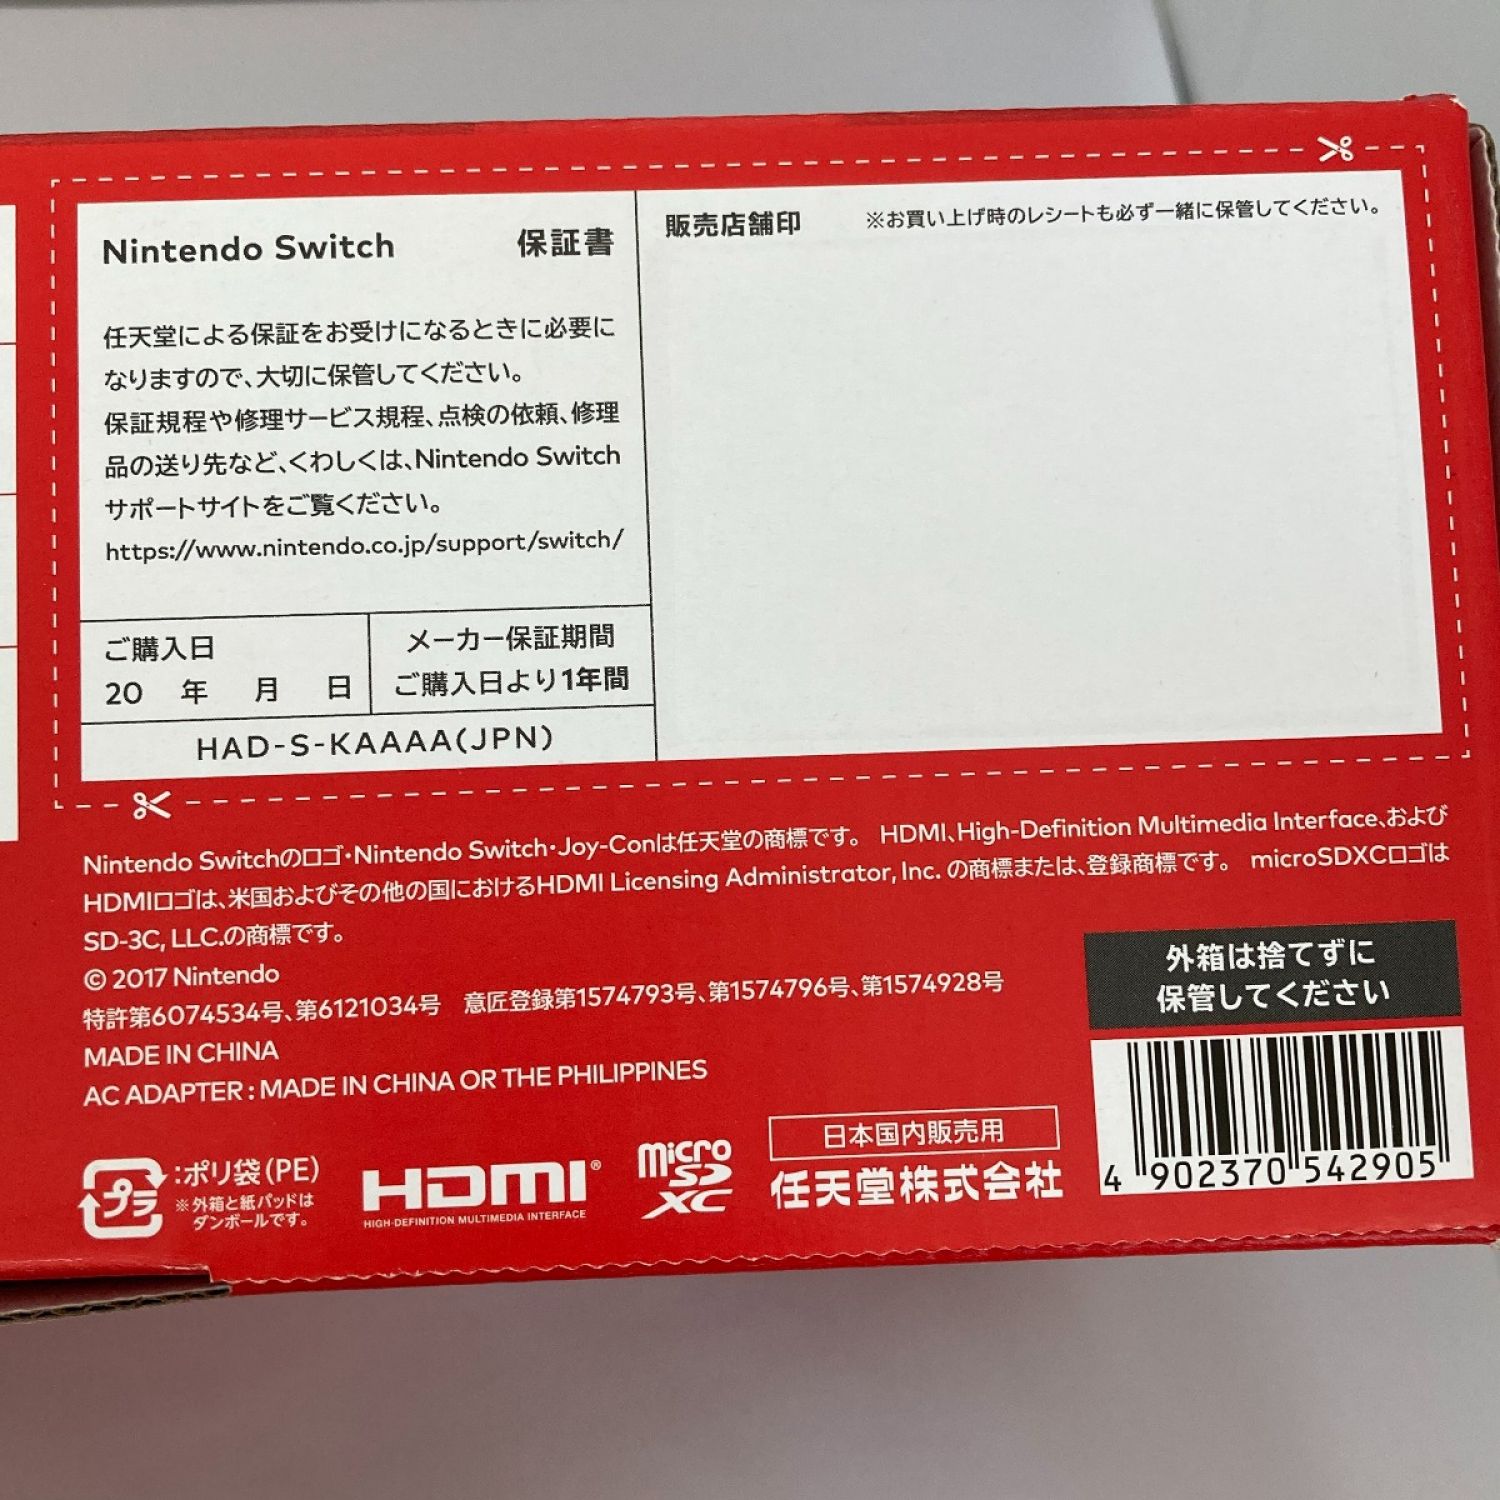 Nintendo Switch 保証書
任天堂による保証をお受けになるときに必要に
なりますので、大切に保管してください。
保証規程や修理サービス規程、点検の依頼、修理
品の送り先など、くわしくは、Nintendo Switch
サポートサイトをご覧ください。
https://www.nintendo.co.jp/support/switch/
ご購入日
20 年 月 日
メーカー保証期間
ご購入日より1年間
HAD-S-KAAAA(JPN)
販売店舗印 ※お買い上げ時のレシートも必ず一緒に保管してください。
Nintendo Switchのロゴ・Nintendo Switch・Joy-Conは任天堂の商標です。 HDMI、High-Definition Multimedia Interface、および
HDMIロゴは、米国およびその他の国におけるHDMI Licensing Administrator, Inc. の商標または、登録商標です。 microSDXCロゴは
SD-3C, LLC.の商標です。
© 2017 Nintendo
特許第6074534号、第6121034号 意匠登録第1574793号、第1574796号、第1574928号
MADE IN CHINA
AC ADAPTER : MADE IN CHINA OR THE PHILIPPINES
外箱は捨てずに
保管してください
プラ
:ポリ袋(PE)
※外箱と紙パッドは
ダンボールです。
HDMI®
HIGH-DEFINITION MULTIMEDIA INTERFACE
micro
SD
XC
日本国内販売用
任天堂株式会社
4 902370 542905